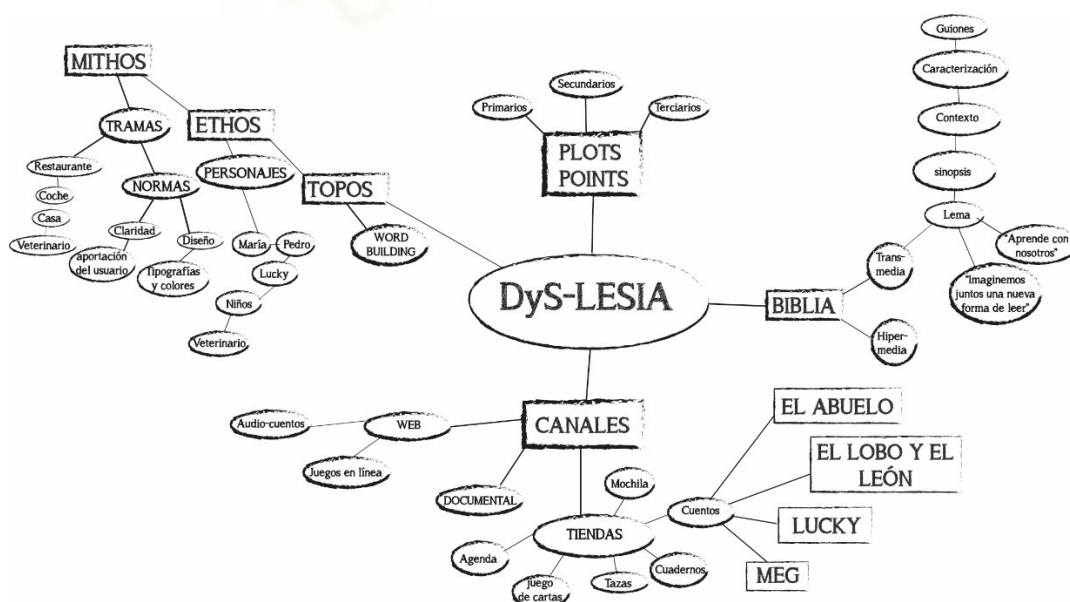 MITHOS
TRAMAS
Restaurante
Coche
Casa
Veterinario
NORMAS
Claridad
aportación
del usuario
Diseño
Tipografías
y colores
ETHOS
PERSONAJES
María
Pedro
Lucky
Niños
Veterinario
TOPOS
WORD
BUILDING
Primarios
Secundarios
Terciarios
PLOTS
POINTS
DyS-LESIA
BIBLIA
Trans-
media
Hiper-
media
Guiones
Caracterización
Contexto
sinopsis
Lema
"Aprende con
nosotros"
"Imaginemos
juntos una nueva
forma de leer"
CANALES
WEB
Audio-cuentos
Juegos en línea
DOCUMENTAL
TIENDAS
Mochila
Agenda
Juego
de cartas
Tazas
Cuadernos
Cuentos
EL ABUELO
EL LOBO Y EL
LEÓN
LUCKY
MEG